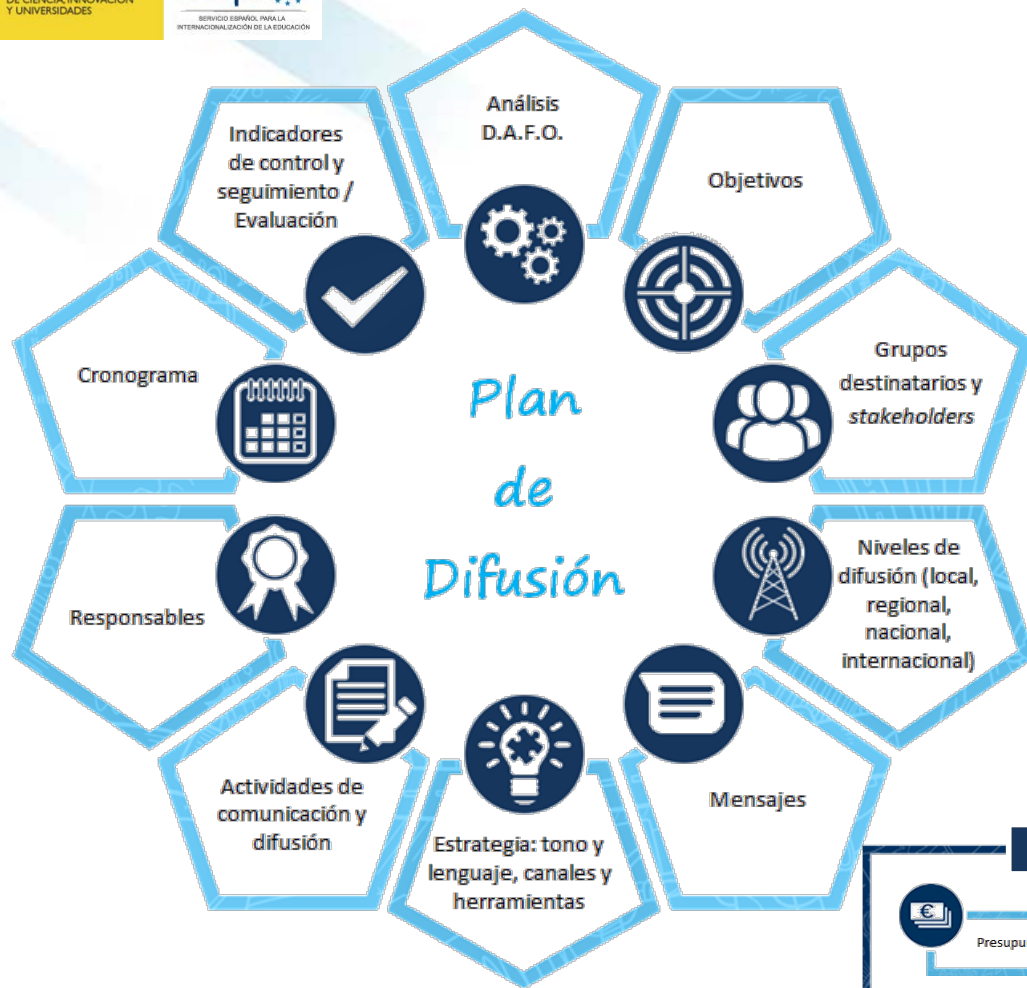 DE CIENCIA, INNOVACIÓN
Y UNIVERSIDADES
SERVICIO ESPAÑOL PARA LA
INTERNACIONALIZACIÓN DE LA EDUCACIÓN
Análisis
D.A.F.O.
Objetivos
Grupos
destinatarios y
stakeholders
Niveles de
difusión (local,
regional,
nacional,
internacional)
Mensajes
Estrategia: tono y
lenguaje, canales y
herramientas
Actividades de
comunicación y
difusión
Responsables
Cronograma
Indicadores
de control y
seguimiento /
Evaluación
Plan
de
Difusión
€